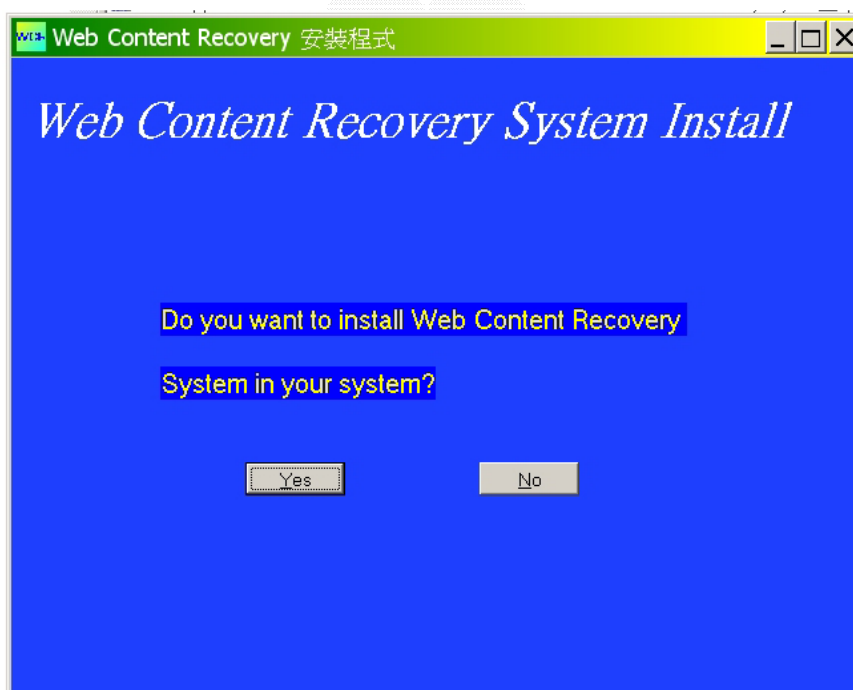 Web Content Recovery 安裝程式
Web Content Recovery System Install
Do you want to install Web Content Recovery
System in your system?
Yes
No